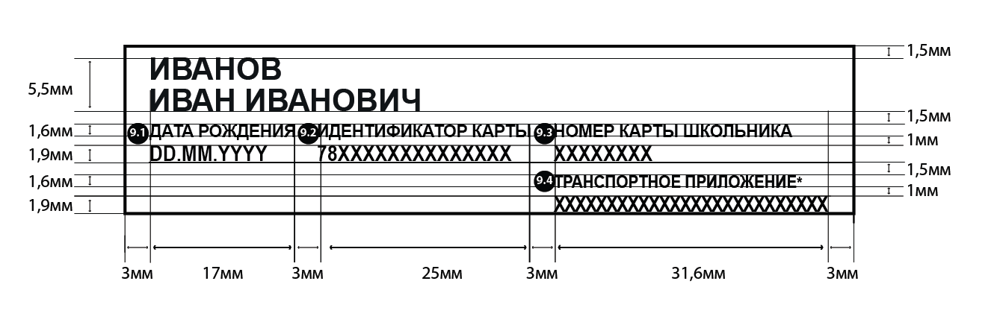 1,5мм
ИВАНОВ
5,5мм
ИВАН ИВАНОВИЧ
1,5мм
1,6мм 9.1 ДАТА РОЖДЕНИЯ 9.2 ИДЕНТИФИКАТОР КАРТЫ 9.3 НОМЕР КАРТЫ ШКОЛЬНИКА
1мм
1,9мм DD.MM.YYYY 78XXXXXXXXXXXXXX XXXXXXXX
1,5мм
1,6мм 9.4 ТРАНСПОРТНОЕ ПРИЛОЖЕНИЕ*
1мм
1,9мм XXXXXXXXXXXXXXXXXXXXXXXXXX
3мм 17мм 3мм 25мм 3мм 31,6мм 3мм